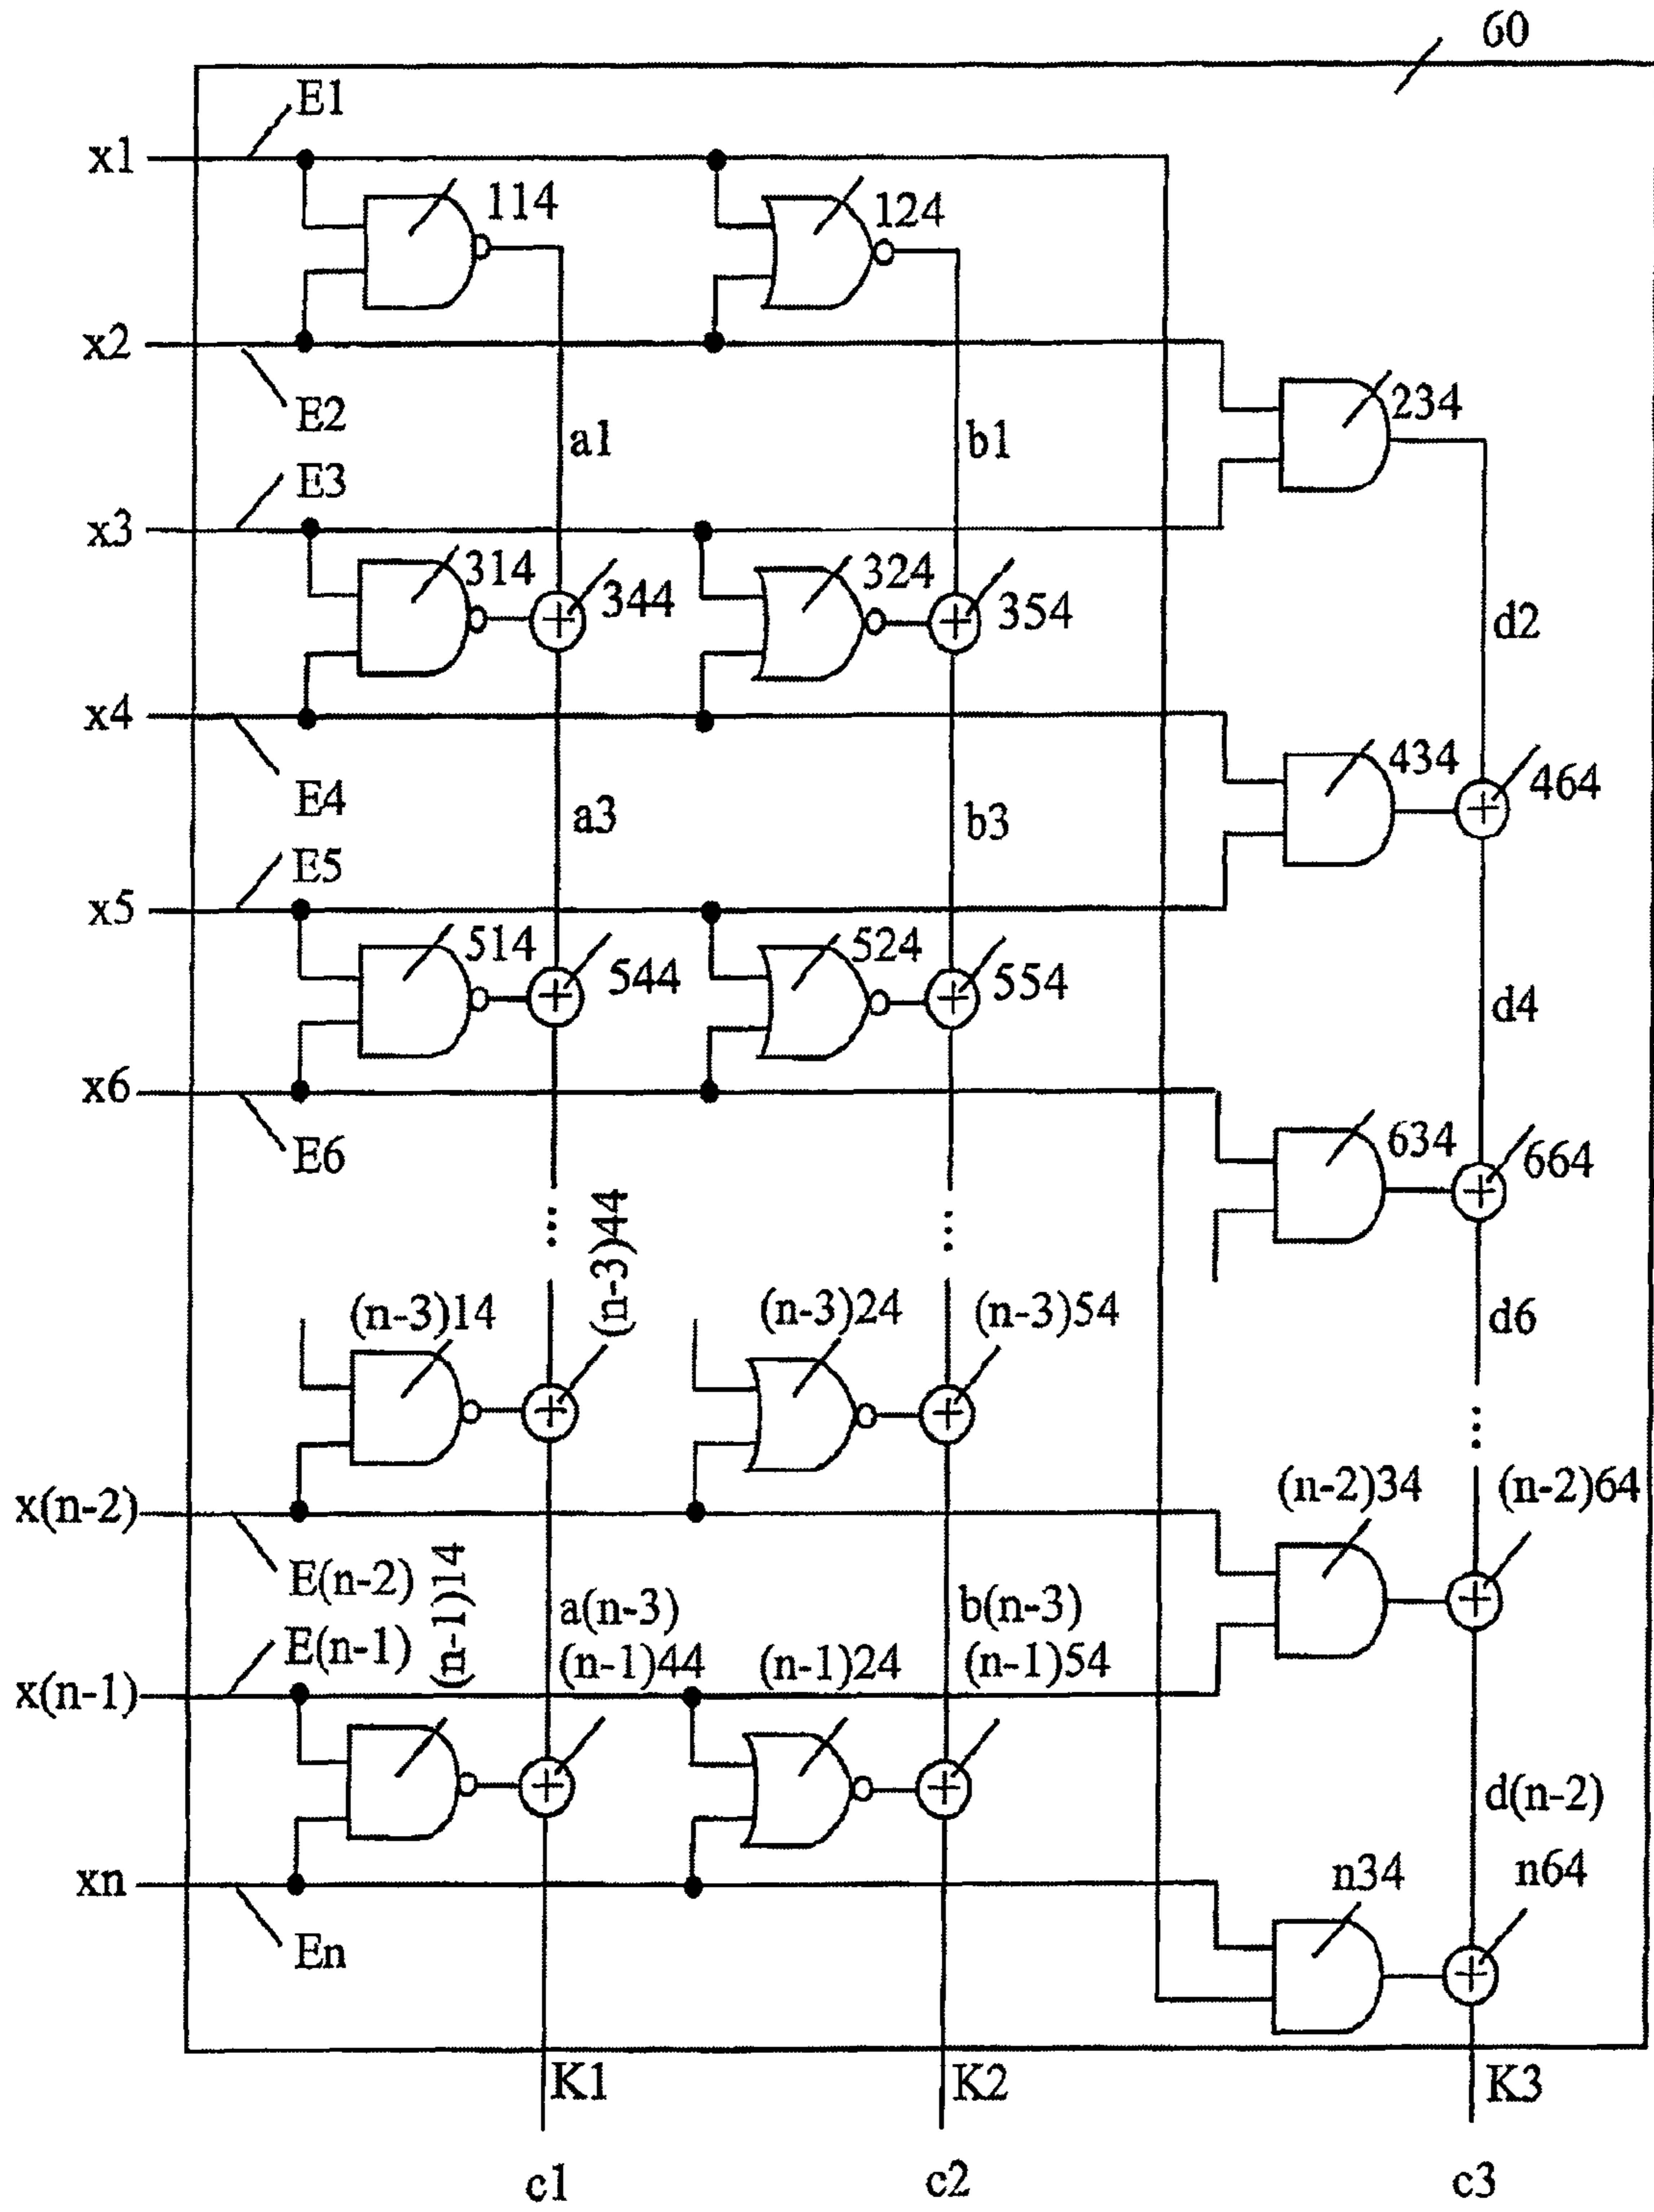 60
E1
x1
114
124
x2
E2
234
a1
b1
E3
x3
314
344
324
354
d2
x4
434
464
E4
a3
b3
E5
x5
514
544
524
554
d4
x6
634
664
E6
...
(n-3)44
...
(n-3)14
(n-3)24
(n-3)54
d6
...
(n-2)34
(n-2)64
x(n-2)
E(n-2)
(n-1)14
a(n-3)
b(n-3)
E(n-1)
(n-1)44
(n-1)24
(n-1)54
x(n-1)
d(n-2)
xn
n34
n64
En
K1
K2
K3
c1
c2
c3